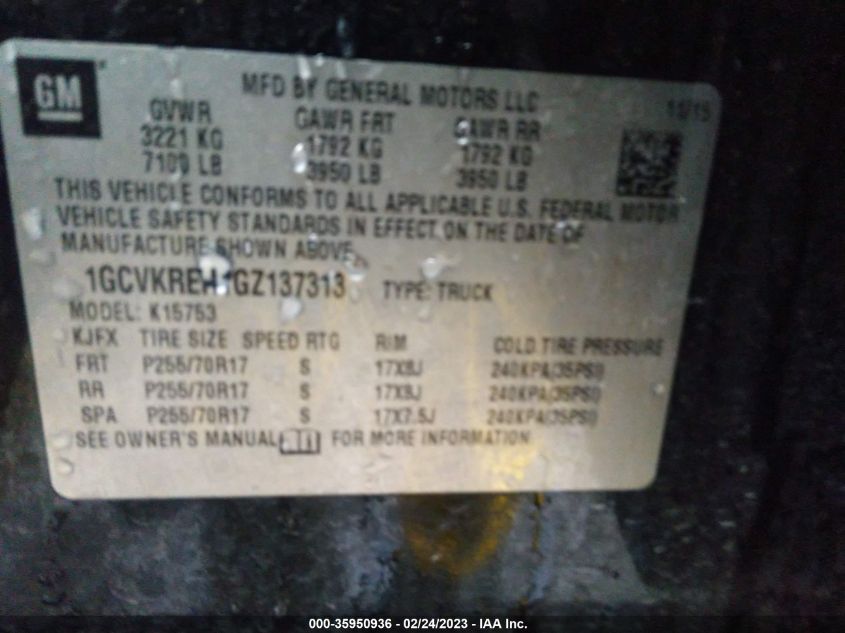 GM
MFD BY GENERAL MOTORS LLC
11/15
GVWR GAWR FRT GAWR RR
3221 KG 1792 KG 1792 KG
7100 LB 3950 LB 3950 LB
THIS VEHICLE CONFORMS TO ALL APPLICABLE U.S. FEDERAL MOTOR
VEHICLE SAFETY STANDARDS IN EFFECT ON THE DATE OF
MANUFACTURE SHOWN ABOVE.
TYPE: TRUCK
MODEL: K15753
KJFX TIRE SIZE SPEED RTG RIM COLD TIRE PRESSURE
FRT P255/70R17 S 17X8J 240KPA(35PSI)
RR P255/70R17 S 17X8J 240KPA(35PSI)
SPA P255/70R17 S 17X7.5J 240KPA(35PSI)
SEE OWNER'S MANUAL FOR MORE INFORMATION
000-35950936 - 02/24/2023 - IAA Inc.